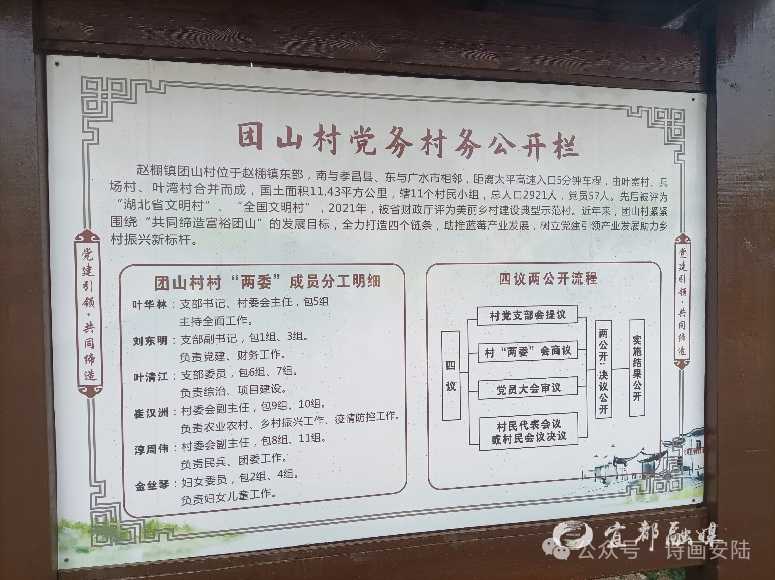 团山村党务村务公开栏
赵棚镇团山村位于赵棚镇东部，南与孝昌县、东与广水市相邻，距离太平高速入口5分钟车程，由叶寨村、兵
场村、叶湾村合并而成，国土面积11.43平方公里，辖11个村民小组，总人口2921人，党员57人。先后被评为
“湖北省文明村”、“全国文明村”，2021年，被省财政厅评为美丽乡村建设典型示范村。近年来，团山村紧紧
围绕“共同缔造富裕团山”的发展目标，全力打造四个链条，助推蓝莓产业发展，树立党建引领产业发展助力乡
村振兴新标杆。
党建引领·共同缔造
团山村村“两委”成员分工明细
叶华林：支部书记、村委会主任，包5组
主持全面工作。
刘东明：支部副书记，包1组、3组。
负责党建、财务工作。
叶清江：支部委员，包6组、7组。
负责综治、项目建设。
崔汉洲：村委会副主任，包9组、10组。
负责农业农村、乡村振兴工作、疫情防控工作。
淳周伟：村委会副主任，包8组、11组。
负责民兵、团委工作。
金丝琴：妇女委员，包2组、4组。
负责妇女儿童工作。
四议两公开流程
四议
村党支部会提议
村“两委”会商议
党员大会审议
村民代表会议
或村民会议决议
两公开·决议公开
实施结果公开
党建引领·共同缔造
宜都融媒
公众号·诗画安陆